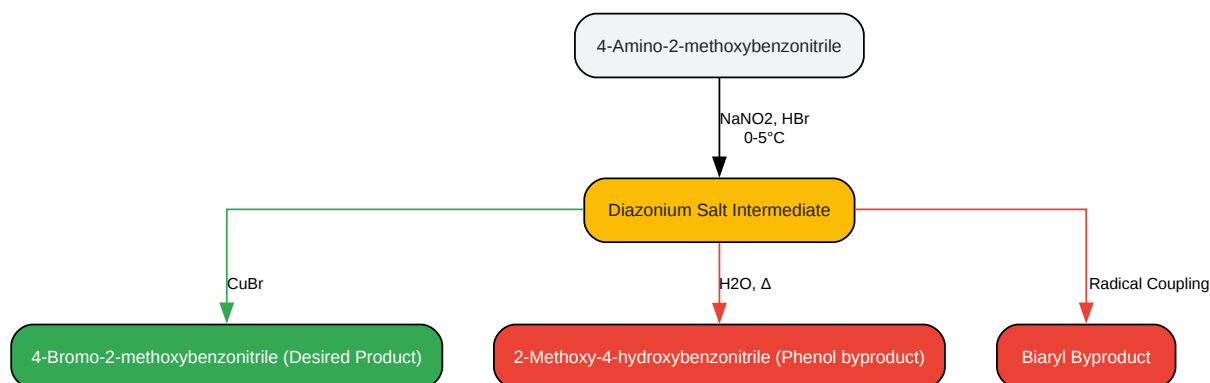 4-Amino-2-methoxybenzonitrile
NaNO2, HBr
0-5°C
Diazonium Salt Intermediate
CuBr
H2O, Δ
Radical Coupling
4-Bromo-2-methoxybenzonitrile (Desired Product)
2-Methoxy-4-hydroxybenzonitrile (Phenol byproduct)
Biaryl Byproduct